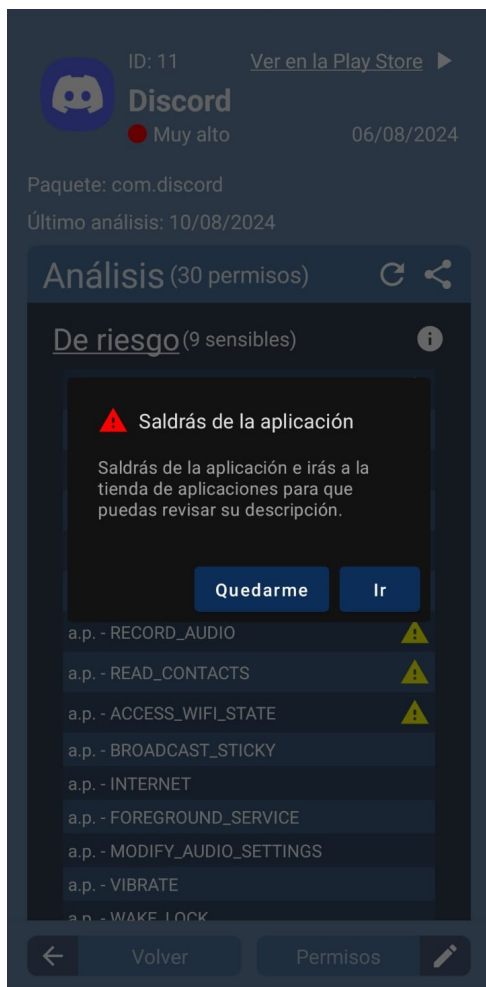 ID: 11 Ver en la Play Store
Discord
Muy alto 06/08/2024
Paquete: com.discord
Último análisis: 10/08/2024
Análisis (30 permisos)
De riesgo (9 sensibles)
Saldrás de la aplicación
Saldrás de la aplicación e irás a la
tienda de aplicaciones para que
puedas revisar su descripción.
Quedarme Ir
a.p. - RECORD_AUDIO
a.p. - READ_CONTACTS
a.p. - ACCESS_WIFI_STATE
a.p. - BROADCAST_STICKY
a.p. - INTERNET
a.p. - FOREGROUND_SERVICE
a.p. - MODIFY_AUDIO_SETTINGS
a.p. - VIBRATE
a.p. - WAKE_LOCK
Volver Permisos